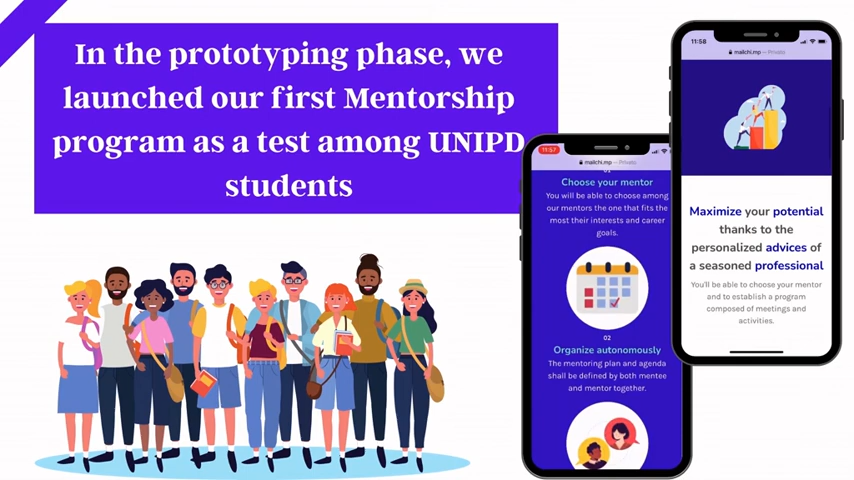 In the prototyping phase, we
launched our first Mentorship
program as a test among UNIPD
students
11:57
mailchi.mp — Privato
Choose your mentor
You will be able to choose among
our mentors the one that fits the
most their interests and career
goals.
02
Organize autonomously
The mentoring plan and agenda
shall be defined by both mentee
and mentor together.
11:58
mailchi.mp — Privato
Maximize your potential
thanks to the
personalized advices of
a seasoned professional
You'll be able to choose your mentor
and to establish a program
composed of meetings and
activities.